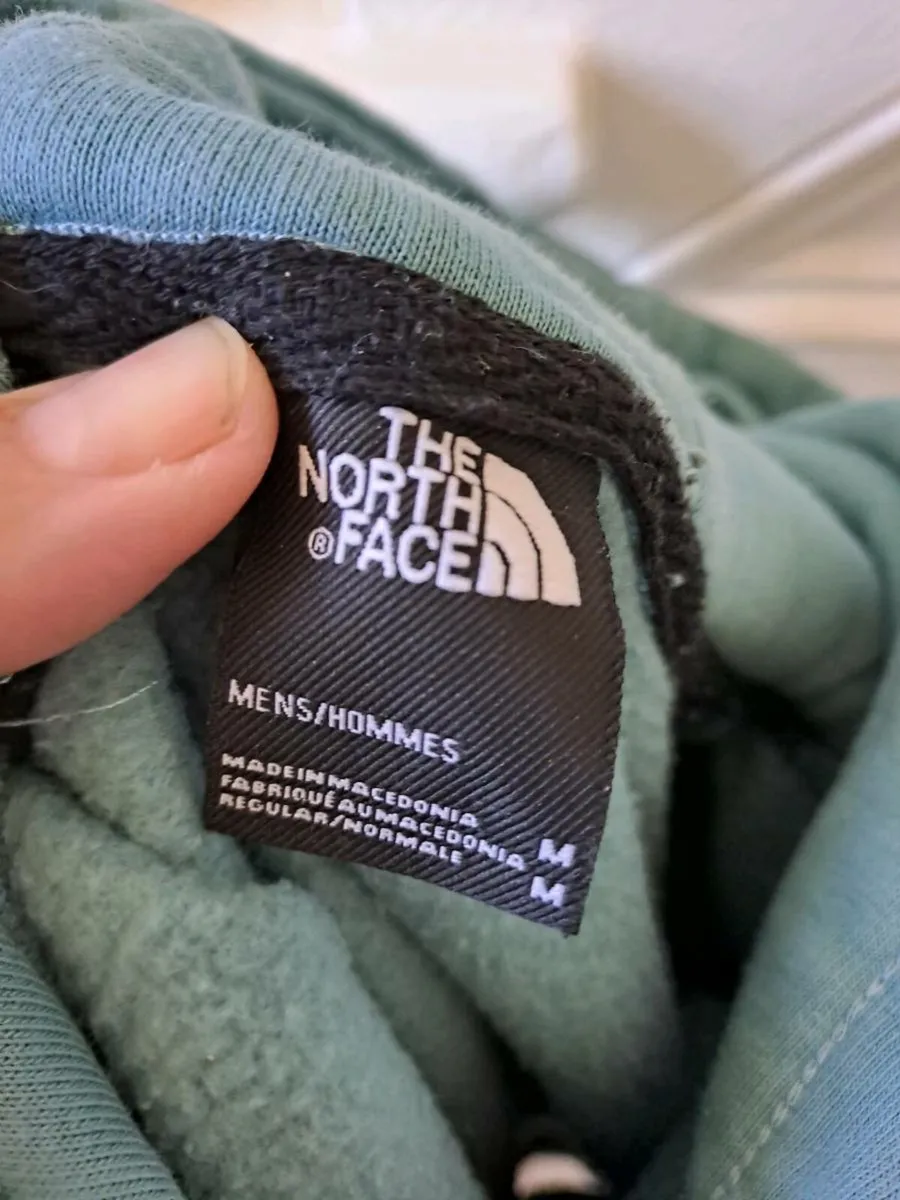 THE
NORTH
®FACE
MENS/HOMMES
MADE IN MACEDONIA
FABRIQUÉ AU MACEDONIA
REGULAR/NORMALE
M
M